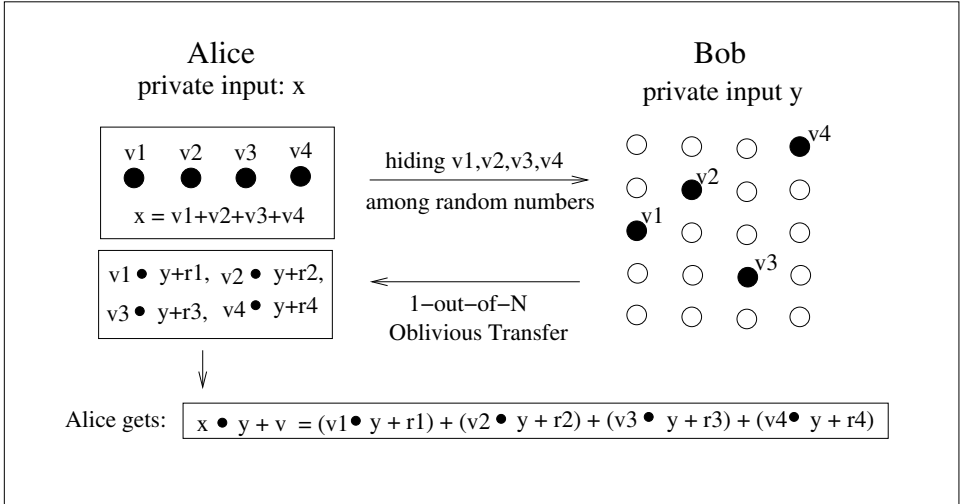 Alice
private input: x
Bob
private input y
v1 v2 v3 v4
x = v1+v2+v3+v4
hiding v1,v2,v3,v4
among random numbers
v4
v2
v1
v3
v1 • y+r1, v2 • y+r2,
v3 • y+r3, v4 • y+r4
1−out−of−N
Oblivious Transfer
Alice gets: x • y + v = (v1 • y + r1) + (v2 • y + r2) + (v3 • y + r3) + (v4 • y + r4)